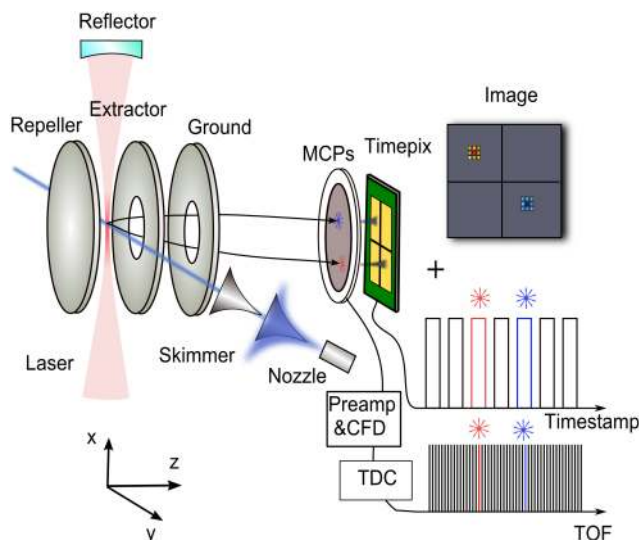 Reflector
Extractor
Repeller
Ground
MCPs
Timepix
Image
+
Laser
Skimmer
Nozzle
Preamp
&CFD
TDC
Timestamp
TOF
x
z
y